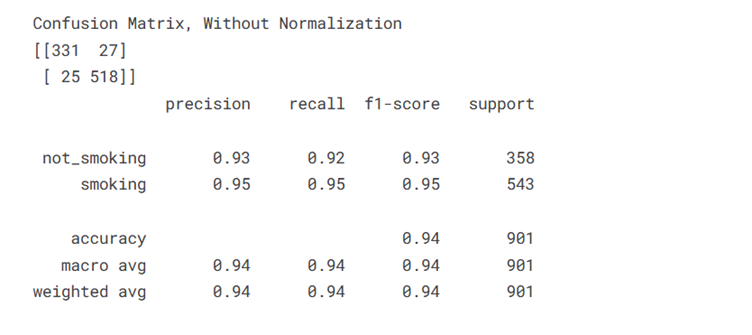 Confusion Matrix, Without Normalization
[[331  27]
 [ 25 518]]
precision recall f1-score support
not_smoking 0.93 0.92 0.93 358
smoking 0.95 0.95 0.95 543
accuracy 0.94 901
macro avg 0.94 0.94 0.94 901
weighted avg 0.94 0.94 0.94 901